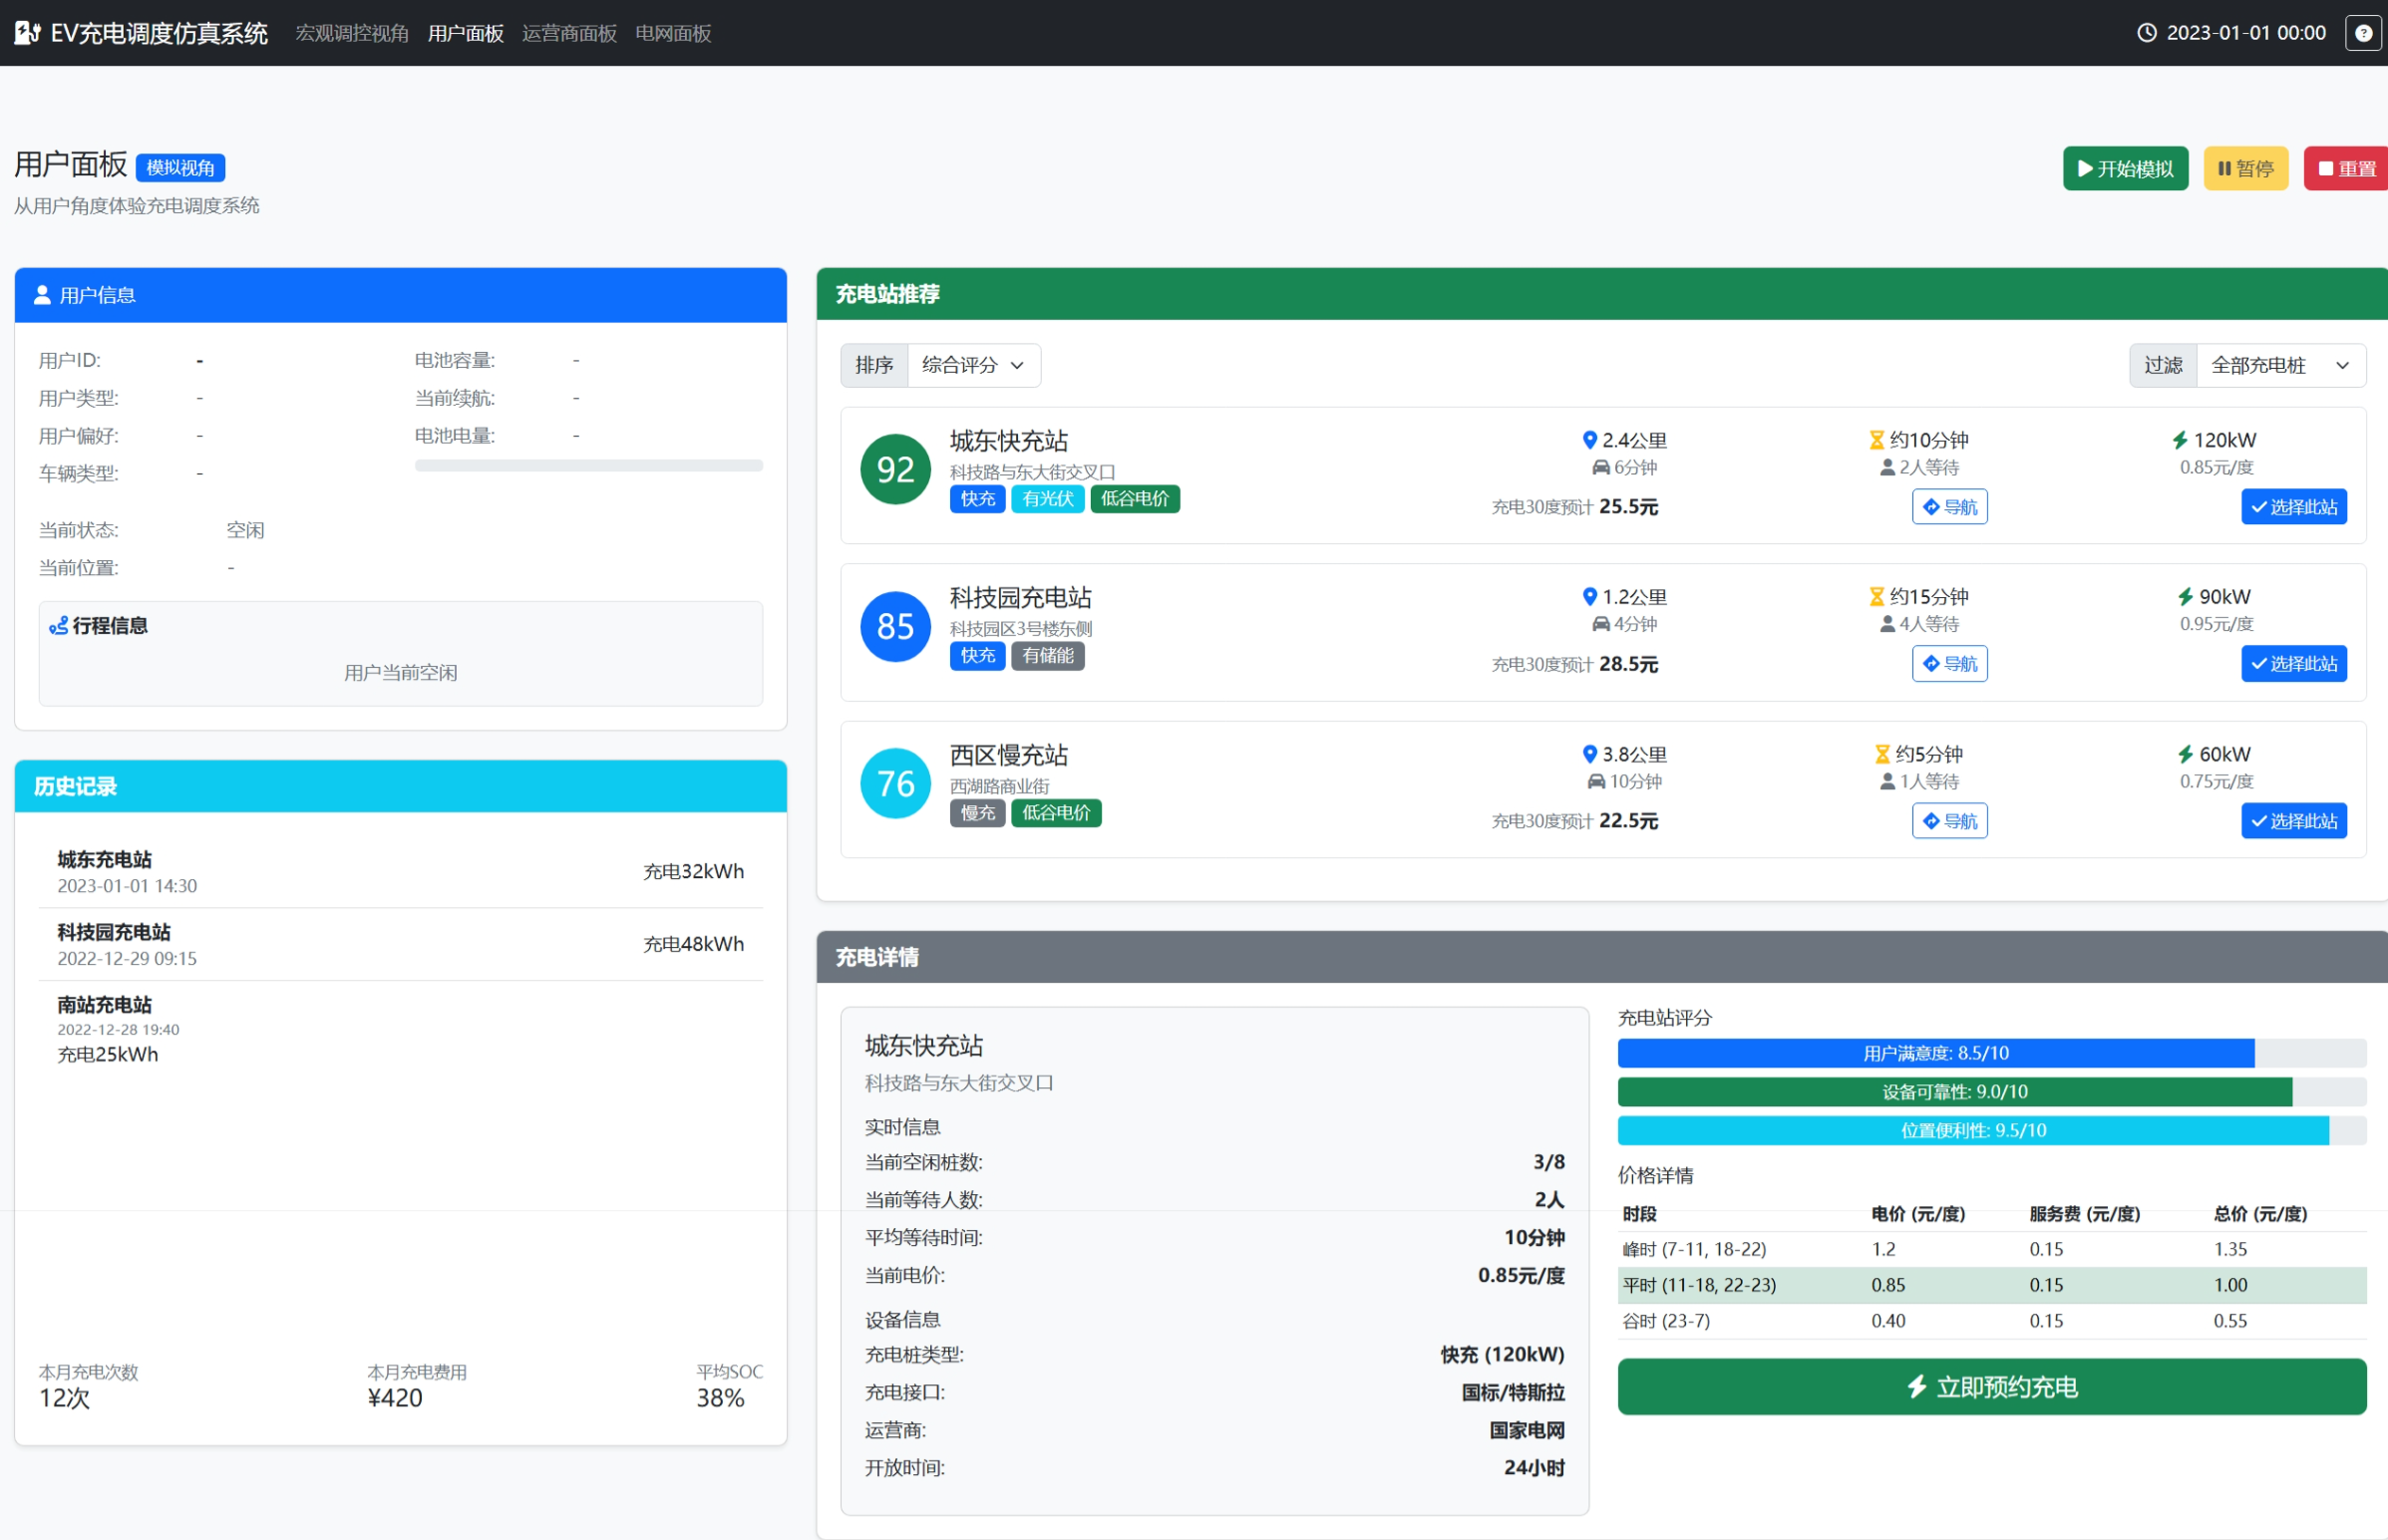 EV充电调度仿真系统 宏观调控视角 用户面板 运营商面板 电网面板 2023-01-01 00:00
用户面板 模拟视角
从用户角度体验充电调度系统
开始模拟 暂停 重置
用户信息
用户ID: -
用户类型: -
用户偏好: -
车辆类型: -
电池容量: -
当前续航: -
电池电量: -
当前状态: 空闲
当前位置: -
行程信息
用户当前空闲
历史记录
城东充电站
2023-01-01 14:30
充电32kWh
科技园充电站
2022-12-29 09:15
充电48kWh
南站充电站
2022-12-28 19:40
充电25kWh
本月充电次数
12次
本月充电费用
¥420
平均SOC
38%
充电站推荐
排序 综合评分
过滤 全部充电桩
92
城东快充站
科技路与东大街交叉口
快充 有光伏 低谷电价
2.4公里
6分钟
约10分钟
2人等待
120kW
0.85元/度
充电30度预计 25.5元
导航
选择此站
85
科技园充电站
科技园区3号楼东侧
快充 有储能
1.2公里
4分钟
约15分钟
4人等待
90kW
0.95元/度
充电30度预计 28.5元
导航
选择此站
76
西区慢充站
西湖路商业街
慢充 低谷电价
3.8公里
10分钟
约5分钟
1人等待
60kW
0.75元/度
充电30度预计 22.5元
导航
选择此站
充电详情
城东快充站
科技路与东大街交叉口
实时信息
当前空闲桩数: 3/8
当前等待人数: 2人
平均等待时间: 10分钟
当前电价: 0.85元/度
设备信息
充电桩类型: 快充 (120kW)
充电接口: 国标/特斯拉
运营商: 国家电网
开放时间: 24小时
充电站评分
用户满意度: 8.5/10
设备可靠性: 9.0/10
位置便利性: 9.5/10
价格详情
时段 电价 (元/度) 服务费 (元/度) 总价 (元/度)
峰时 (7-11, 18-22) 1.2 0.15 1.35
平时 (11-18, 22-23) 0.85 0.15 1.00
谷时 (23-7) 0.40 0.15 0.55
立即预约充电